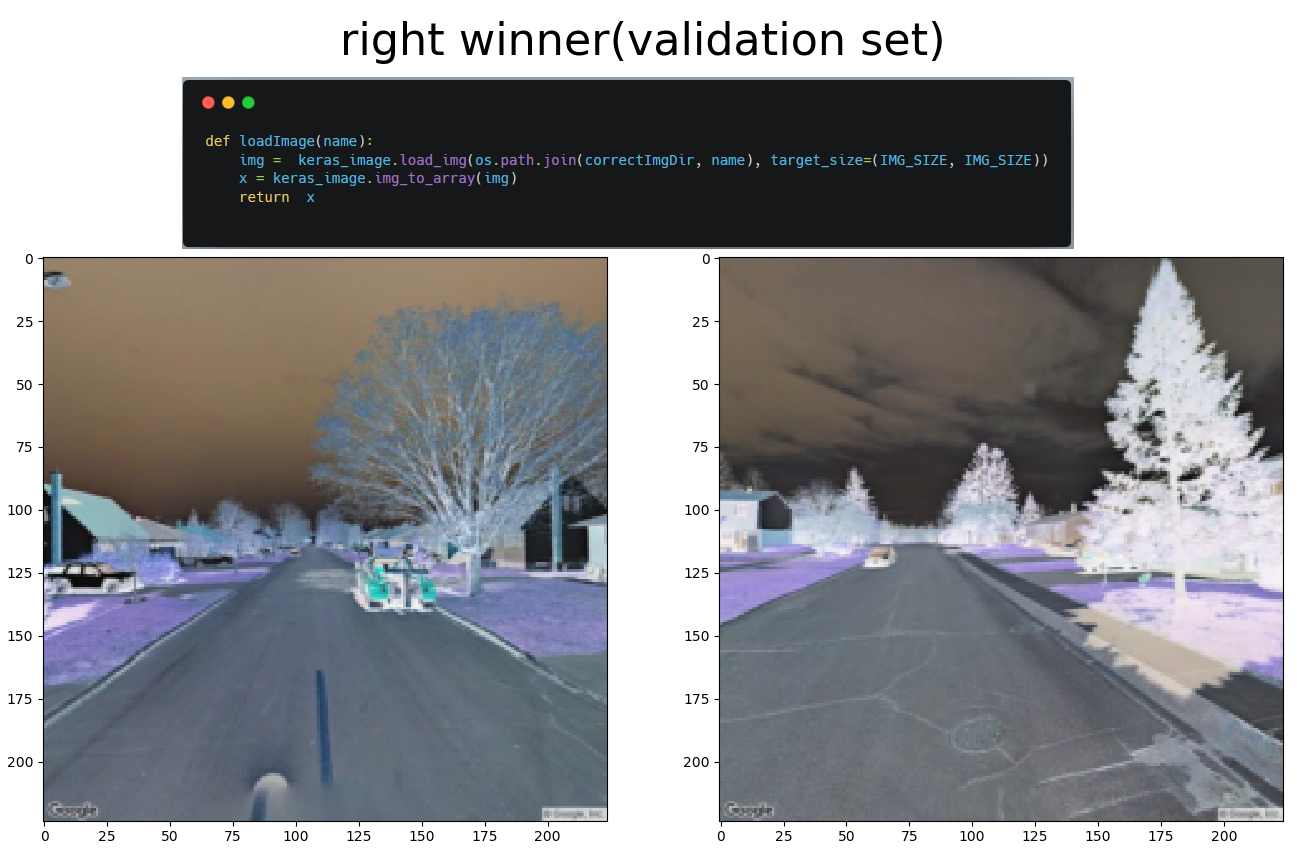 right winner(validation set)
def loadImage(name):
    img =  keras_image.load_img(os.path.join(correctImgDir, name), target_size=(IMG_SIZE, IMG_SIZE))
    x = keras_image.img_to_array(img)
    return  x
0
25
50
75
100
125
150
175
200
Google
© Google, Inc.
0 25 50 75 100 125 150 175 200
0
25
50
75
100
125
150
175
200
Google
© Google, Inc.
0 25 50 75 100 125 150 175 200